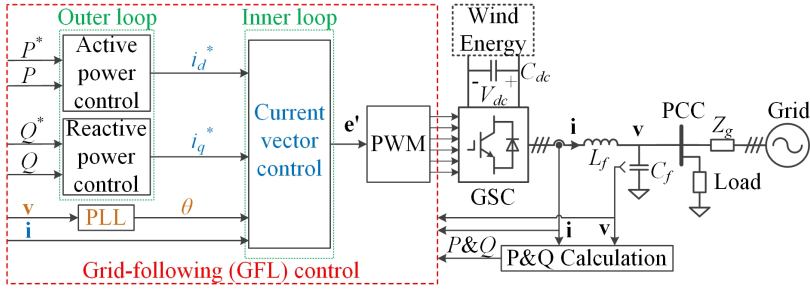 Outer loop
Inner loop
P*
P
Active
power
control
i_d*
Q*
Q
Reactive
power
control
i_q*
Current
vector
control
v
PLL
θ
i
Grid-following (GFL) control
e'
PWM
Wind
Energy
- +
C_dc
V_dc
GSC
i
L_f
v
C_f
PCC
Z_g
Grid
Load
i
v
P&Q
P&Q Calculation